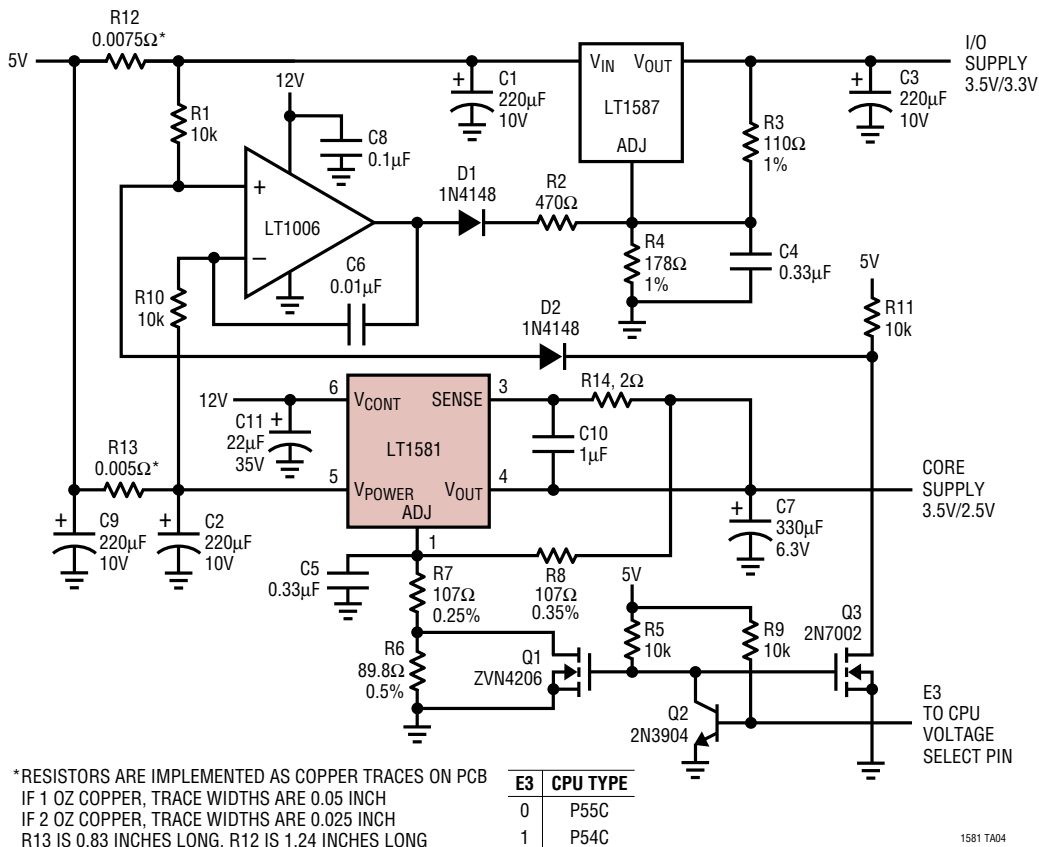 R12
0.0075Ω*
5V
R1
10k
12V
C8
0.1µF
+
C1
220µF
10V
VIN VOUT
LT1587
ADJ
I/O
SUPPLY
3.5V/3.3V
+
C3
220µF
10V
R3
110Ω
1%
+
LT1006
–
D1
1N4148
R2
470Ω
R4
178Ω
1%
C4
0.33µF
C6
0.01µF
R10
10k
5V
R11
10k
D2
1N4148
12V
+
C11
22µF
35V
6
VCONT SENSE
3
LT1581
5
VPOWER VOUT
4
ADJ
1
R14, 2Ω
C10
1µF
R13
0.005Ω*
+
C9
220µF
10V
+
C2
220µF
10V
CORE
SUPPLY
3.5V/2.5V
+
C7
330µF
6.3V
C5
0.33µF
R7
107Ω
0.25%
R8
107Ω
0.35%
5V
R5
10k
R9
10k
Q3
2N7002
R6
89.8Ω
0.5%
Q1
ZVN4206
Q2
2N3904
E3
TO CPU
VOLTAGE
SELECT PIN
*RESISTORS ARE IMPLEMENTED AS COPPER TRACES ON PCB
IF 1 OZ COPPER, TRACE WIDTHS ARE 0.05 INCH
IF 2 OZ COPPER, TRACE WIDTHS ARE 0.025 INCH
R13 IS 0.83 INCHES LONG, R12 IS 1.24 INCHES LONG
E3 CPU TYPE
0 P55C
1 P54C
1581 TA04